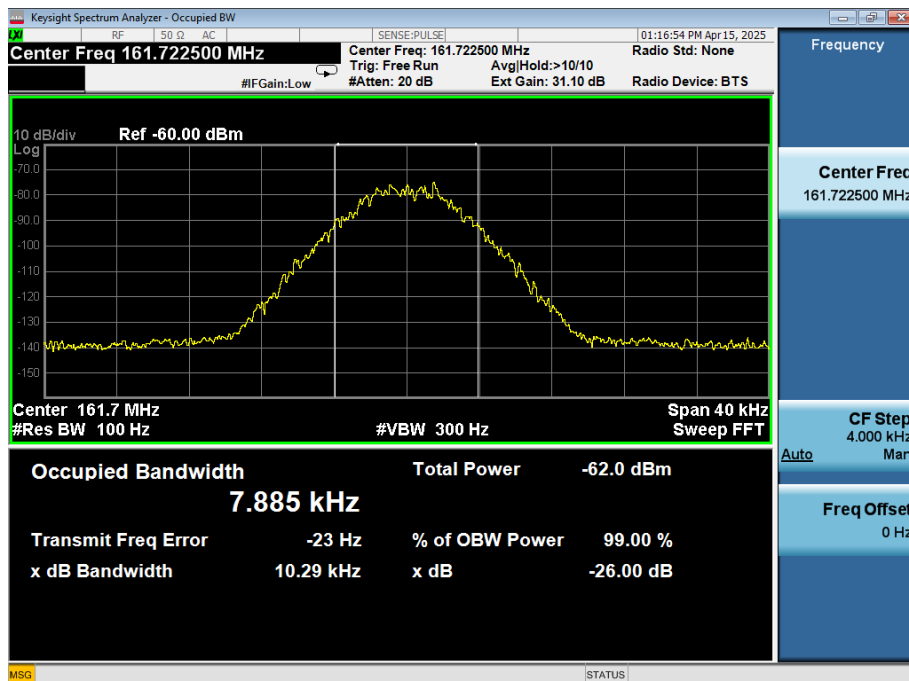 Keysight Spectrum Analyzer - Occupied BW
LXI RF 50 Ω AC SENSE:PULSE 01:16:54 PM Apr 15, 2025
Center Freq 161.722500 MHz
Center Freq: 161.722500 MHz Radio Std: None
Trig: Free Run Avg|Hold:>10/10
#IFGain:Low #Atten: 20 dB Ext Gain: 31.10 dB Radio Device: BTS
10 dB/div Ref -60.00 dBm
Log
-70.0
-80.0
-90.0
-100
-110
-120
-130
-140
-150
Center 161.7 MHz Span 40 kHz
#Res BW 100 Hz #VBW 300 Hz Sweep FFT
Occupied Bandwidth Total Power -62.0 dBm
7.885 kHz
Transmit Freq Error -23 Hz % of OBW Power 99.00 %
x dB Bandwidth 10.29 kHz x dB -26.00 dB
Frequency
Center Freq
161.722500 MHz
CF Step
4.000 kHz
Auto Man
Freq Offset
0 Hz
MSG STATUS